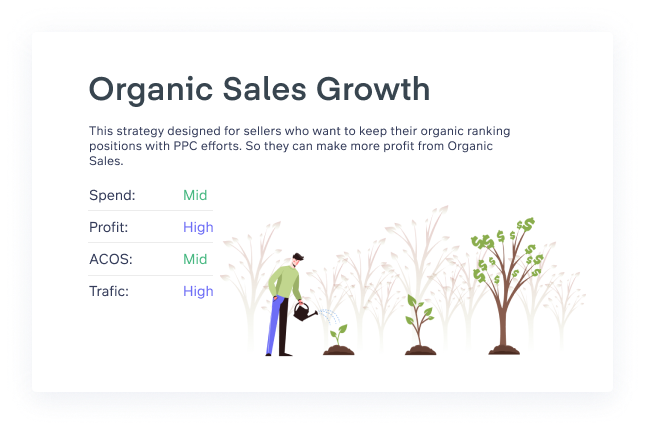 Organic Sales Growth
This strategy designed for sellers who want to keep their organic ranking
positions with PPC efforts. So they can make more profit from Organic
Sales.
Spend: Mid
Profit: High
ACOS: Mid
Trafic: High